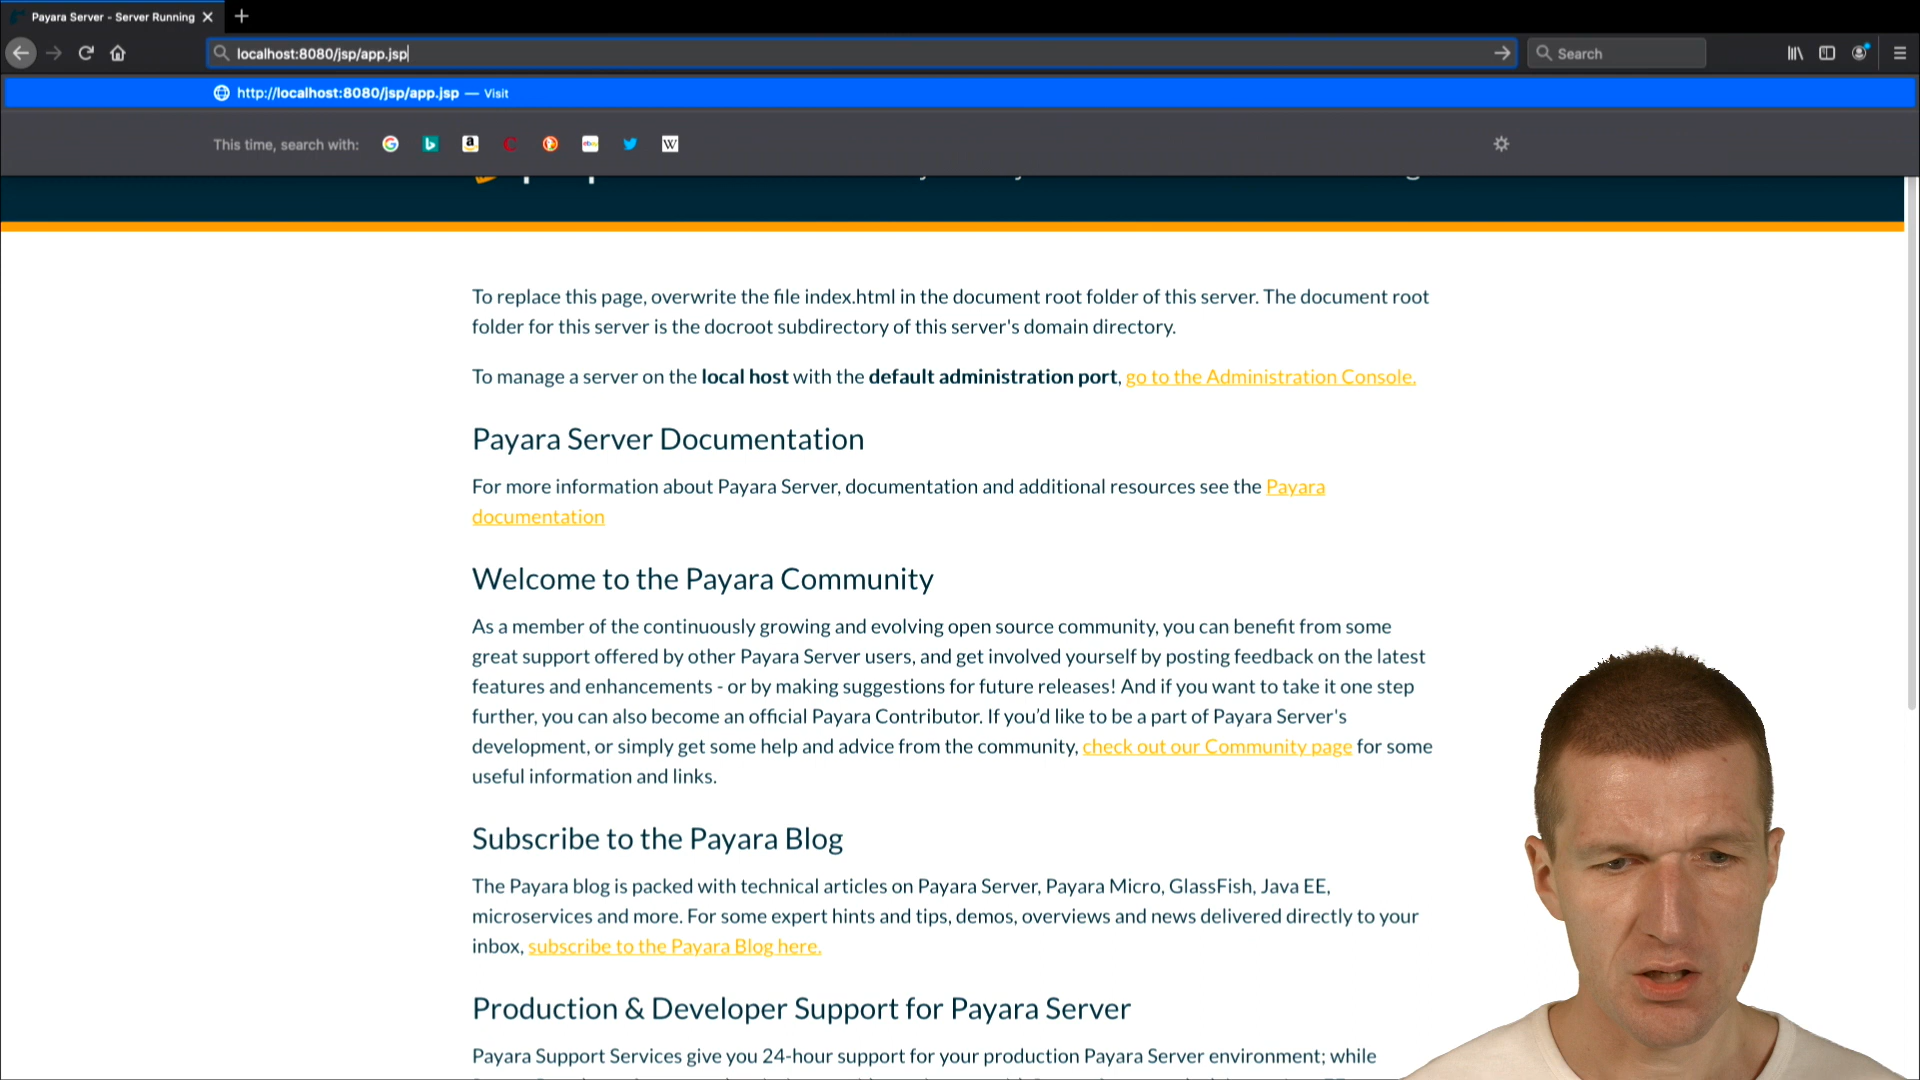 Payara Server - Server Running
localhost:8080/jsp/app.jsp
Search
http://localhost:8080/jsp/app.jsp — Visit
This time, search with:
To replace this page, overwrite the file index.html in the document root folder of this server. The document root
folder for this server is the docroot subdirectory of this server's domain directory.
To manage a server on the local host with the default administration port, go to the Administration Console.
Payara Server Documentation
For more information about Payara Server, documentation and additional resources see the Payara
documentation
Welcome to the Payara Community
As a member of the continuously growing and evolving open source community, you can benefit from some
great support offered by other Payara Server users, and get involved yourself by posting feedback on the latest
features and enhancements - or by making suggestions for future releases! And if you want to take it one step
further, you can also become an official Payara Contributor. If you’d like to be a part of Payara Server's
development, or simply get some help and advice from the community, check out our Community page for some
useful information and links.
Subscribe to the Payara Blog
The Payara blog is packed with technical articles on Payara Server, Payara Micro, GlassFish, Java EE,
microservices and more. For some expert hints and tips, demos, overviews and news delivered directly to your
inbox, subscribe to the Payara Blog here.
Production & Developer Support for Payara Server
Payara Support Services give you 24-hour support for your production Payara Server environment; while